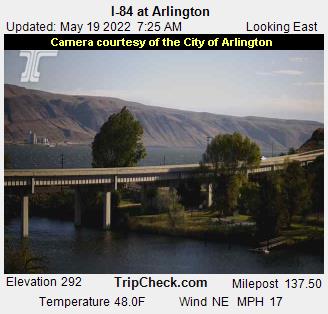 I-84 at Arlington
Updated: May 19 2022 7:25 AM Looking East
Camera courtesy of the City of Arlington
Elevation 292 TripCheck.com Milepost 137.50
Temperature 48.0F Wind NE MPH 17